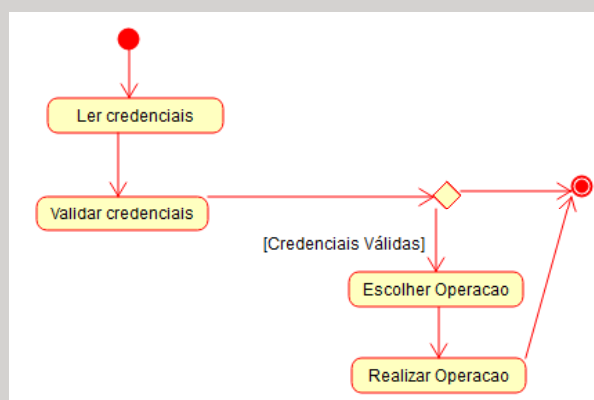 Ler credenciais
Validar credenciais
[Credenciais Válidas]
Escolher Operacao
Realizar Operacao